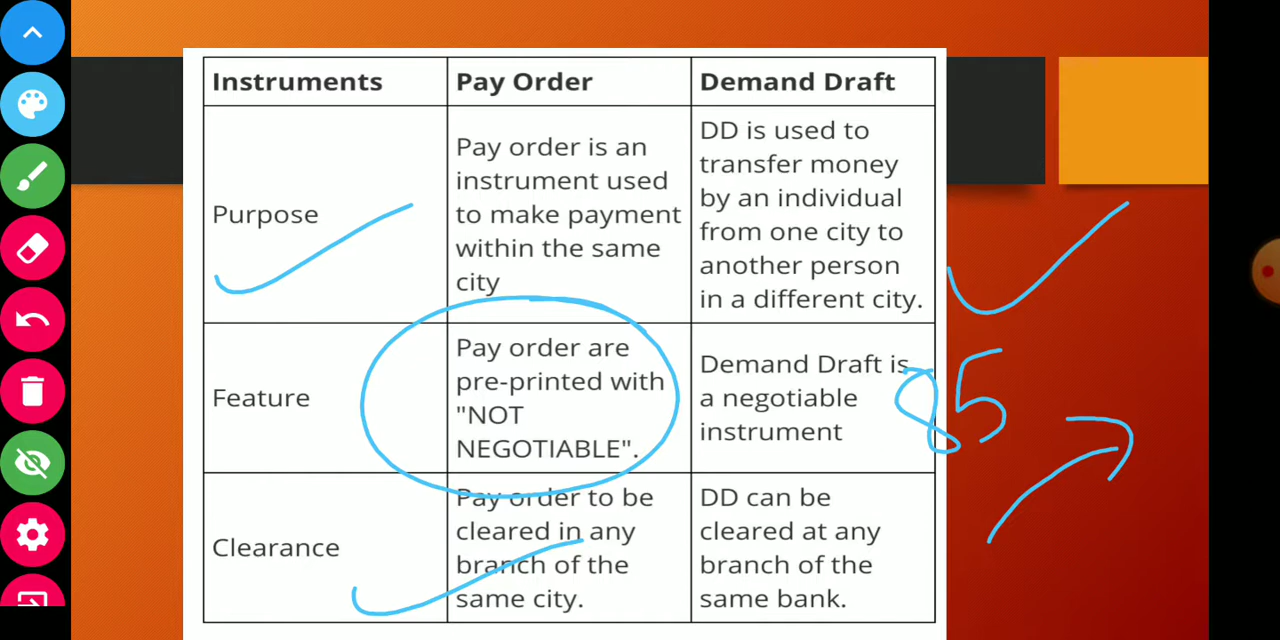 Instruments
Pay Order
Demand Draft
Purpose
Pay order is an
instrument used
to make payment
within the same
city
DD is used to
transfer money
by an individual
from one city to
another person
in a different city.
Feature
Pay order are
pre-printed with
"NOT
NEGOTIABLE".
Demand Draft is
a negotiable
instrument
85
Clearance
Pay order to be
cleared in any
branch of the
same city.
DD can be
cleared at any
branch of the
same bank.